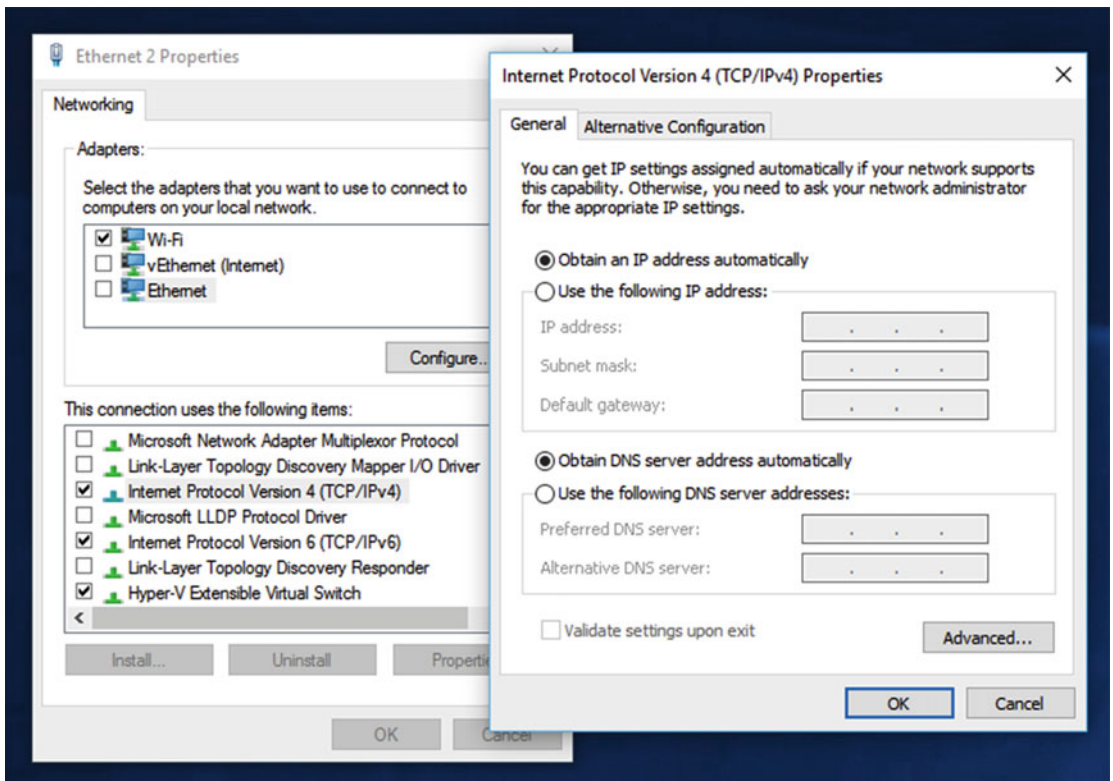 Ethernet 2 Properties
Networking
Adapters:
Select the adapters that you want to use to connect to
computers on your local network.
Wi-Fi
vEthernet (Internet)
Ethernet
Configure..
This connection uses the following items:
Microsoft Network Adapter Multiplexor Protocol
Link-Layer Topology Discovery Mapper I/O Driver
Internet Protocol Version 4 (TCP/IPv4)
Microsoft LLDP Protocol Driver
Internet Protocol Version 6 (TCP/IPv6)
Link-Layer Topology Discovery Responder
Hyper-V Extensible Virtual Switch
Install...
Uninstall
Propertie
OK
Cancel
Internet Protocol Version 4 (TCP/IPv4) Properties
General
Alternative Configuration
You can get IP settings assigned automatically if your network supports
this capability. Otherwise, you need to ask your network administrator
for the appropriate IP settings.
Obtain an IP address automatically
Use the following IP address:
IP address:
Subnet mask:
Default gateway:
Obtain DNS server address automatically
Use the following DNS server addresses:
Preferred DNS server:
Alternative DNS server:
Validate settings upon exit
Advanced...
OK
Cancel